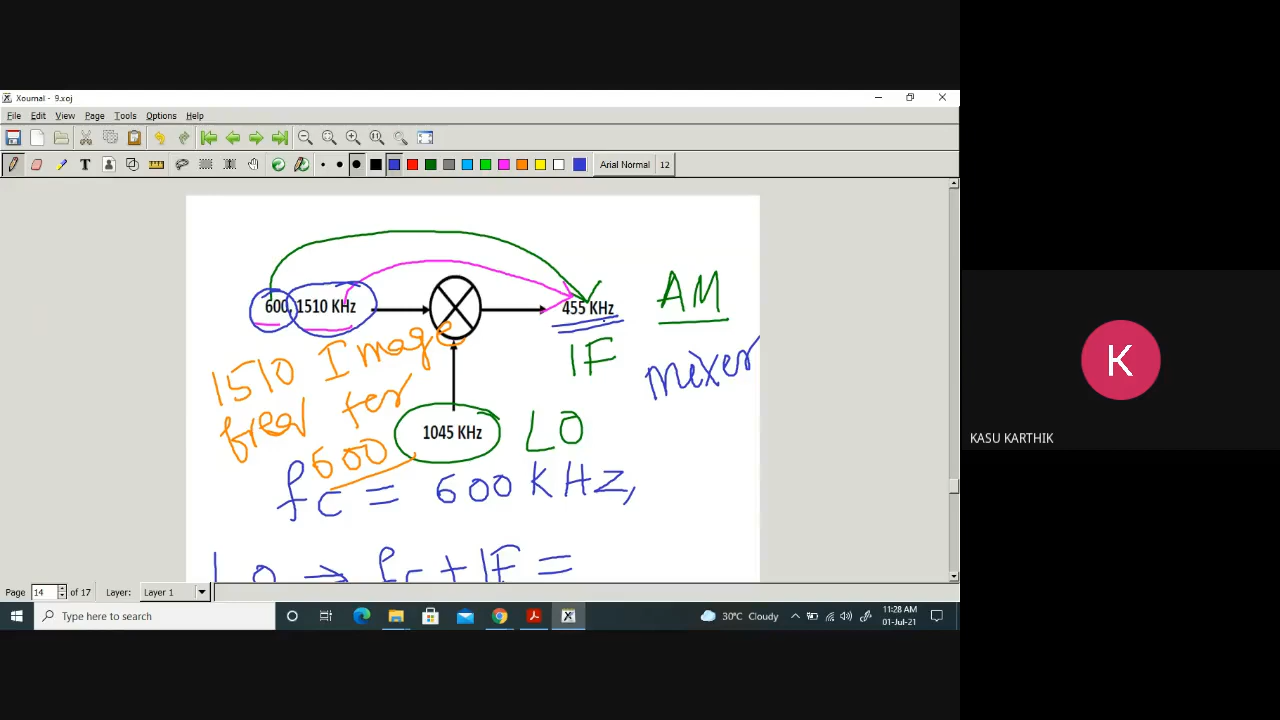 Xournal - 9.xoj
File Edit View Page Tools Options Help
T Arial Normal 12
600, 1510 KHz 455 KHz AM
IF mixer
1510 Image
freq for
600
1045 KHz LO
fc = 600 KHz,
LO → fc + IF =
K
KASU KARTHIK
Page 14 of 17 Layer: Layer 1
Type here to search 30°C Cloudy 11:28 AM
01-Jul-21